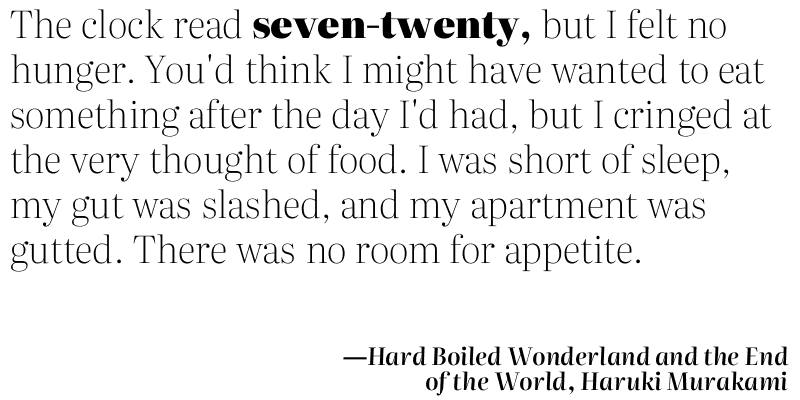 The clock read seven-twenty, but I felt no
hunger. You'd think I might have wanted to eat
something after the day I'd had, but I cringed at
the very thought of food. I was short of sleep,
my gut was slashed, and my apartment was
gutted. There was no room for appetite.
—Hard Boiled Wonderland and the End
of the World, Haruki Murakami